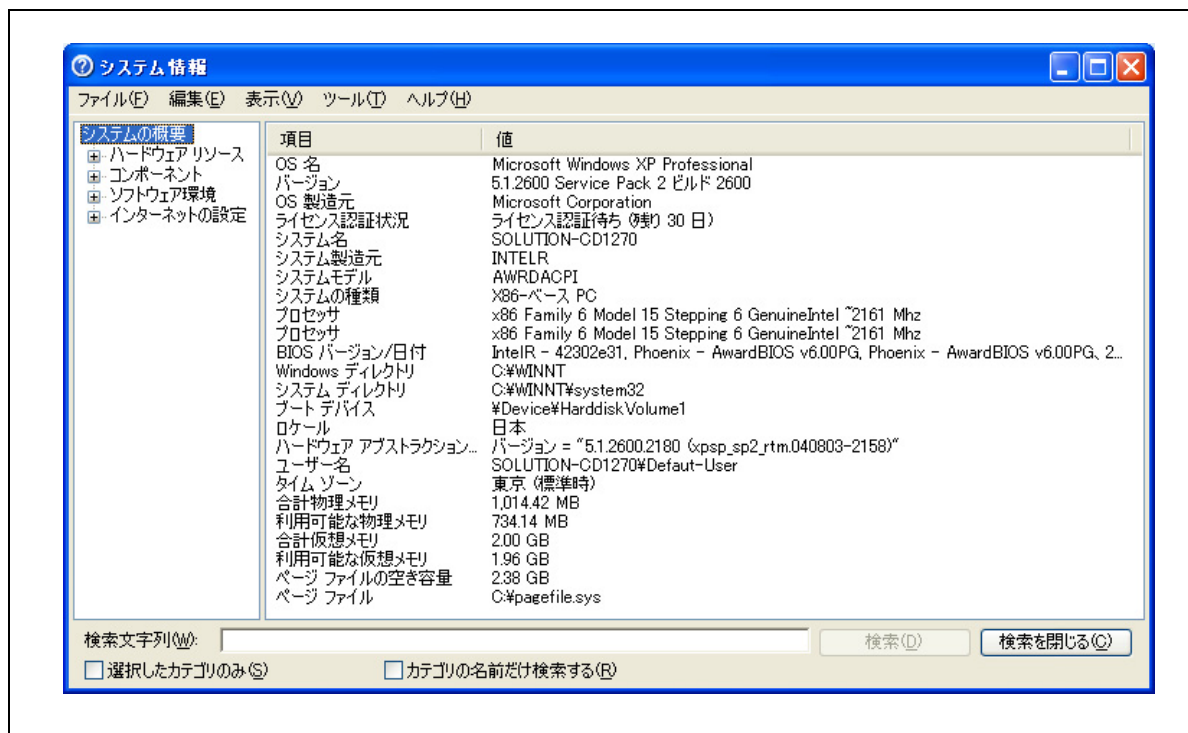 システム情報
ファイル(F) 編集(E) 表示(V) ツール(T) ヘルプ(H)
システムの概要
ハードウェア リソース
コンポーネント
ソフトウェア環境
インターネットの設定
項目 値
OS 名 Microsoft Windows XP Professional
バージョン 5.1.2600 Service Pack 2 ビルド 2600
OS 製造元 Microsoft Corporation
ライセンス認証状況 ライセンス認証待ち (残り 30 日)
システム名 SOLUTION-CD1270
システム製造元 INTELR
システムモデル AWRDACPI
システムの種類 X86-ベース PC
プロセッサ x86 Family 6 Model 15 Stepping 6 GenuineIntel ~2161 Mhz
プロセッサ x86 Family 6 Model 15 Stepping 6 GenuineIntel ~2161 Mhz
BIOS バージョン/日付 IntelR - 42302e31, Phoenix - AwardBIOS v6.00PG, Phoenix - AwardBIOS v6.00PG、2...
Windows ディレクトリ C:¥WINNT
システム ディレクトリ C:¥WINNT¥system32
ブート デバイス ¥Device¥HarddiskVolume1
ロケール 日本
ハードウェア アブストラクション... バージョン = "5.1.2600.2180 (xpsp_sp2_rtm.040803-2158)"
ユーザー名 SOLUTION-CD1270¥Defaut-User
タイム ゾーン 東京 (標準時)
合計物理メモリ 1,014.42 MB
利用可能な物理メモリ 734.14 MB
合計仮想メモリ 2.00 GB
利用可能な仮想メモリ 1.96 GB
ページ ファイルの空き容量 2.38 GB
ページ ファイル C:¥pagefile.sys
検索文字列(W): 検索(D) 検索を閉じる(C)
選択したカテゴリのみ(S) カテゴリの名前だけ検索する(R)